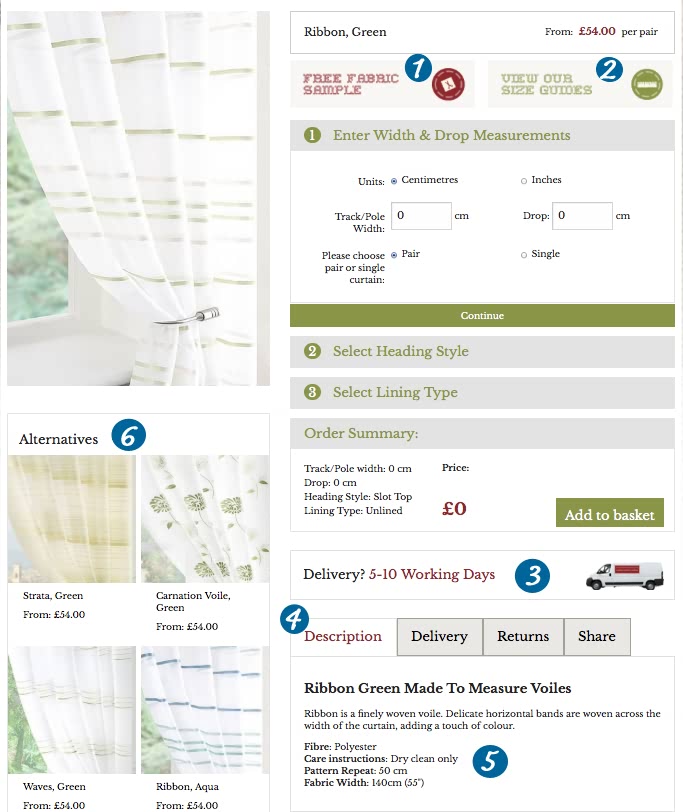 Ribbon, Green
From: £54.00 per pair
1
FREE FABRIC
SAMPLE
2
VIEW OUR
SIZE GUIDES
1 Enter Width & Drop Measurements
Units: Centimetres Inches
Track/Pole
Width: 0 cm
Drop: 0 cm
Please choose
pair or single
curtain:
Pair Single
Continue
2 Select Heading Style
3 Select Lining Type
Order Summary:
Track/Pole width: 0 cm
Drop: 0 cm
Heading Style: Slot Top
Lining Type: Unlined
Price:
£0
Add to basket
Delivery? 5-10 Working Days
3
4
Description Delivery Returns Share
Ribbon Green Made To Measure Voiles
Ribbon is a finely woven voile. Delicate horizontal bands are woven across the
width of the curtain, adding a touch of colour.
Fibre: Polyester
Care instructions: Dry clean only
Pattern Repeat: 50 cm
Fabric Width: 140cm (55")
5
Alternatives
6
Strata, Green
From: £54.00
Carnation Voile,
Green
From: £54.00
Waves, Green
From: £54.00
Ribbon, Aqua
From: £54.00